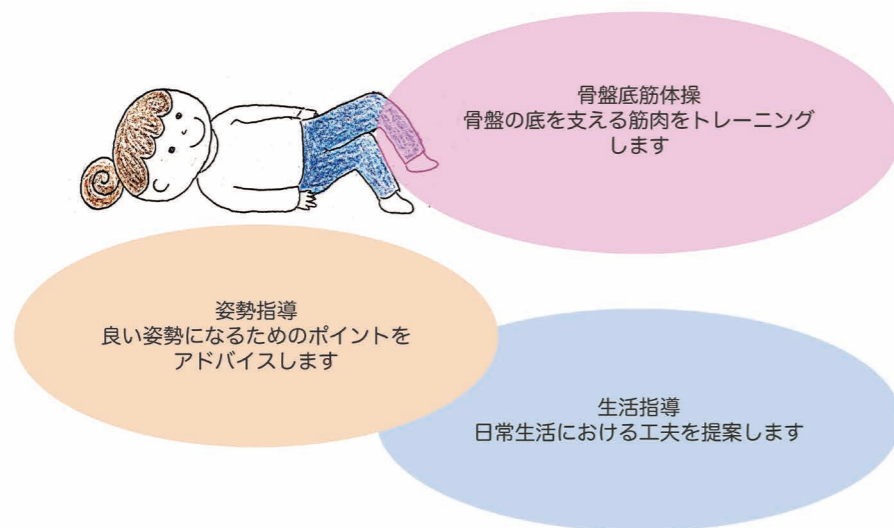 骨盤底筋体操
骨盤の底を支える筋肉をトレーニング
します
姿勢指導
良い姿勢になるためのポイントを
アドバイスします
生活指導
日常生活における工夫を提案します